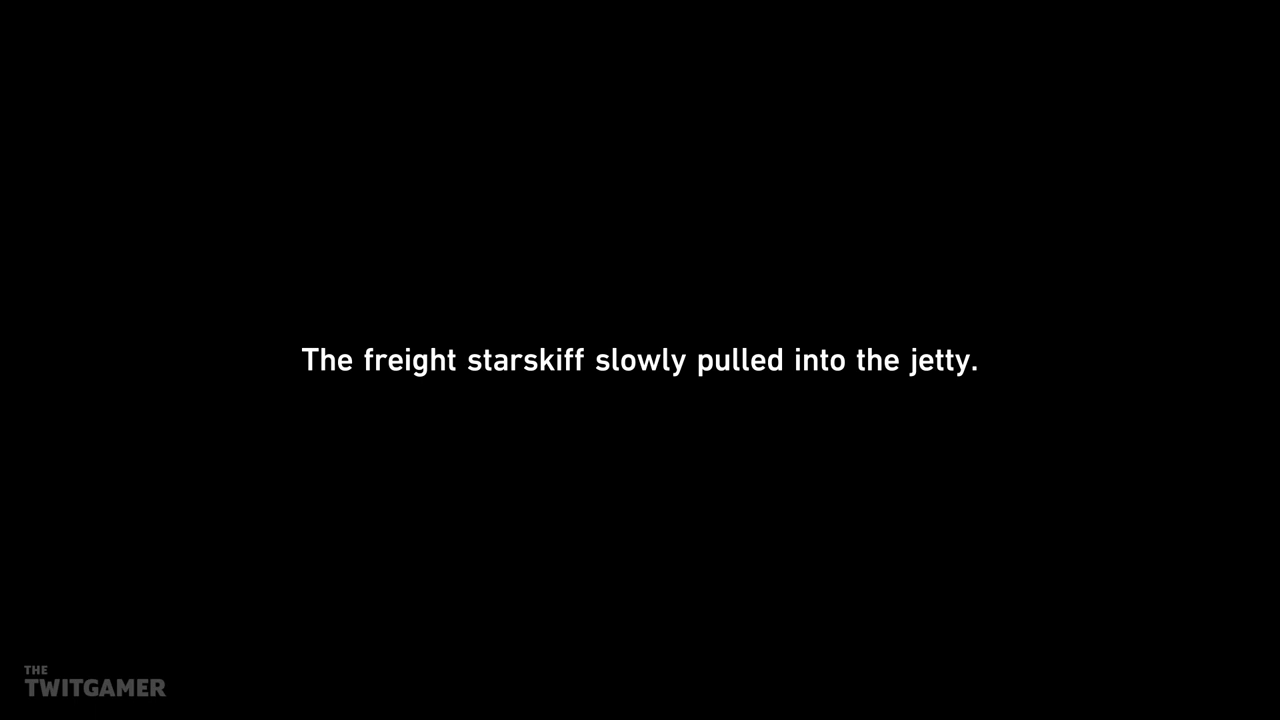 The freight starskiff slowly pulled into the jetty.
THE
TWITGAMER